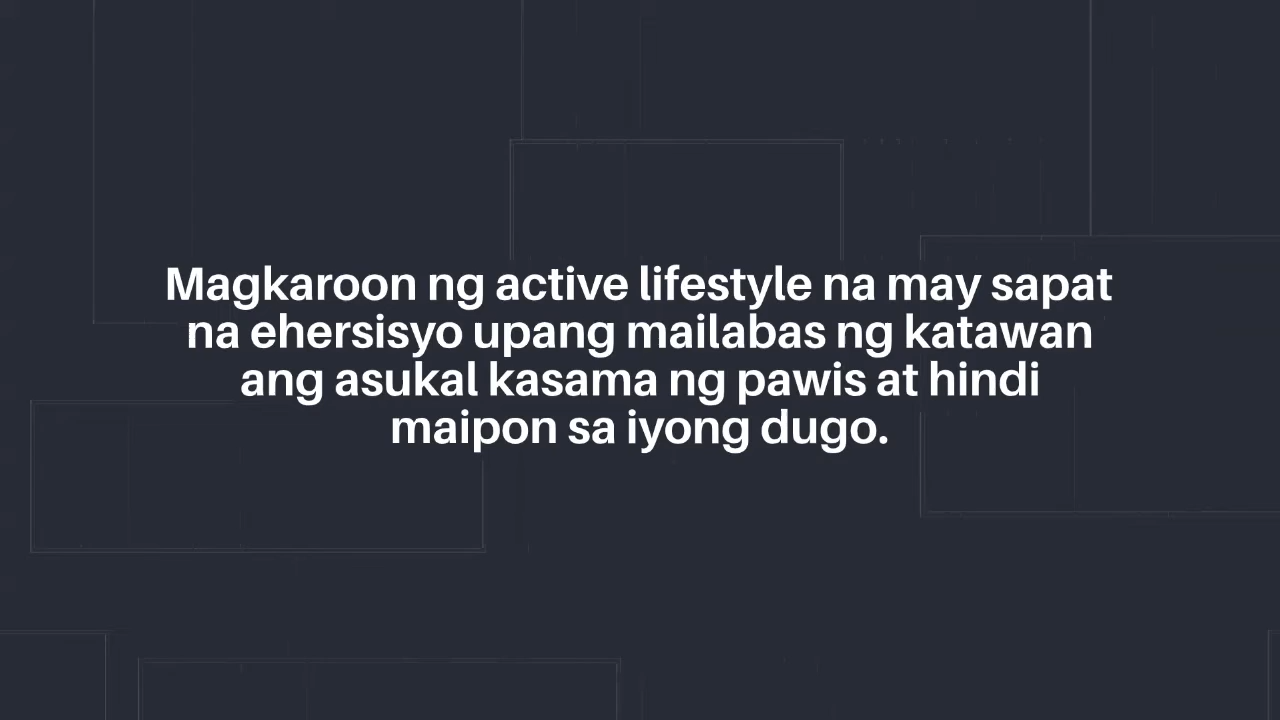 Magkaroon ng active lifestyle na may sapat
na ehersisyo upang mailabas ng katawan
ang asukal kasama ng pawis at hindi
maipon sa iyong dugo.